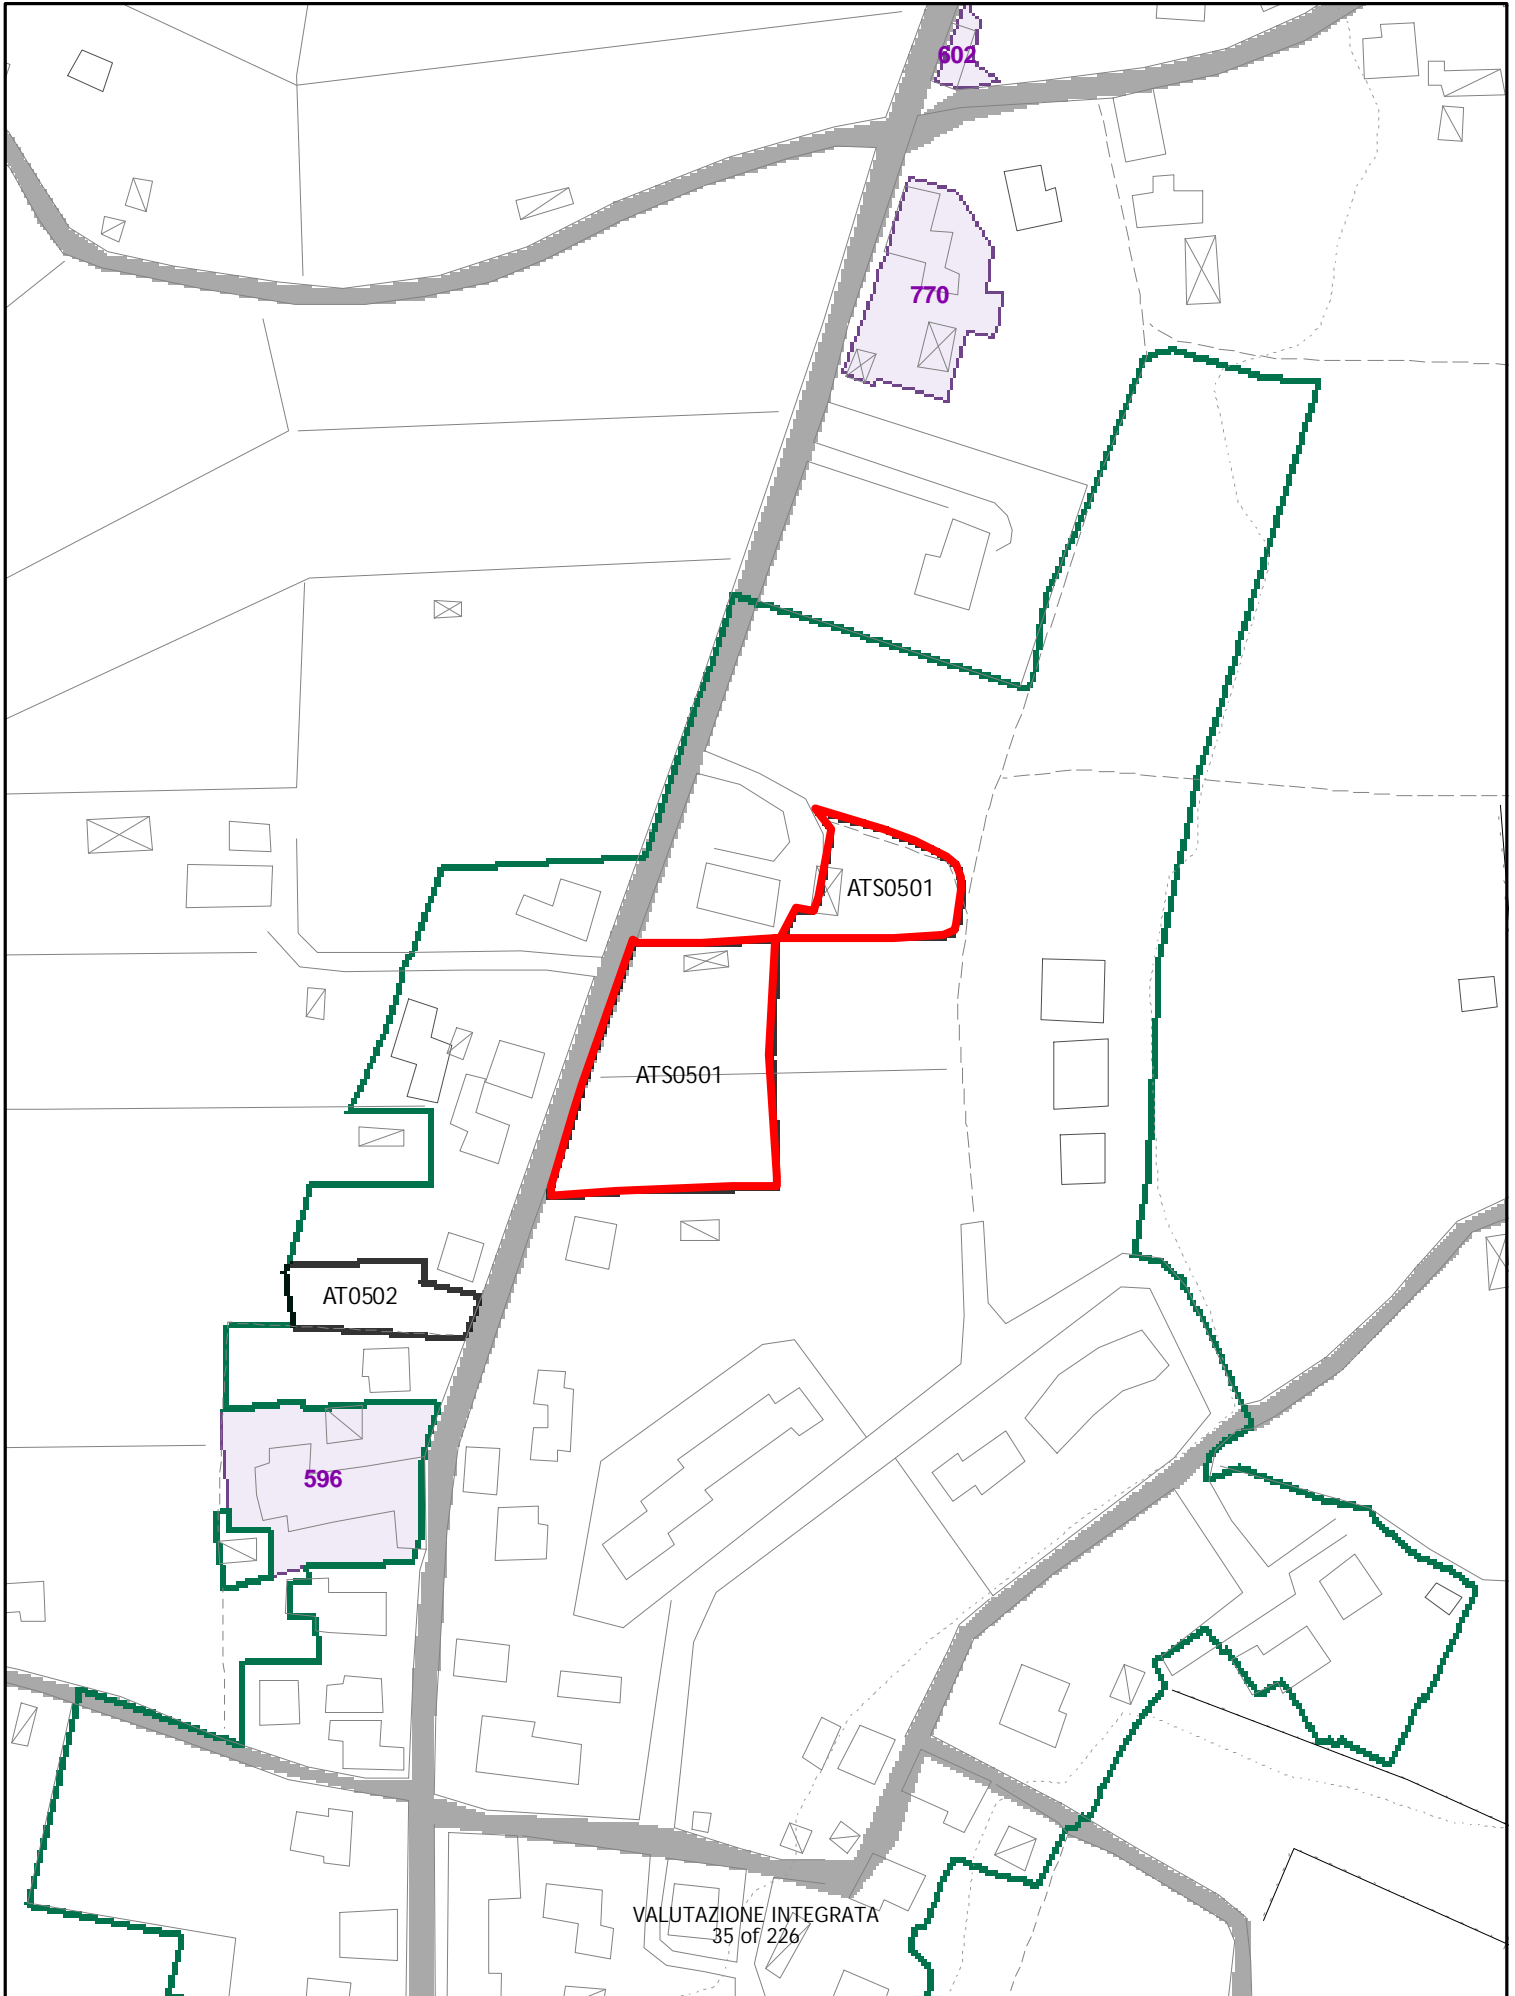 602
770
ATS0501
ATS0501
AT0502
596
VALUTAZIONE INTEGRATA
35 of 226